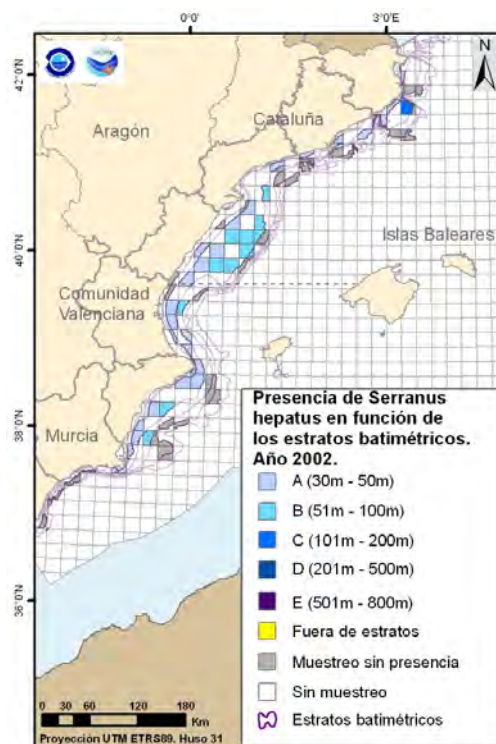 0°0'
3°0'E
42°0'N
N
Cataluña
Aragón
40°0'N
Islas Baleares
Comunidad
Valenciana
38°0'N
Murcia
36°0'N
Presencia de Serranus
hepatus en función de
los estratos batimétricos.
Año 2002.
A (30m - 50m)
B (51m - 100m)
C (101m - 200m)
D (201m - 500m)
E (501m - 800m)
Fuera de estratos
Muestreo sin presencia
Sin muestreo
Estratos batimétricos
0 30 60 120 180
Km
Proyección UTM ETRS89. Huso 31